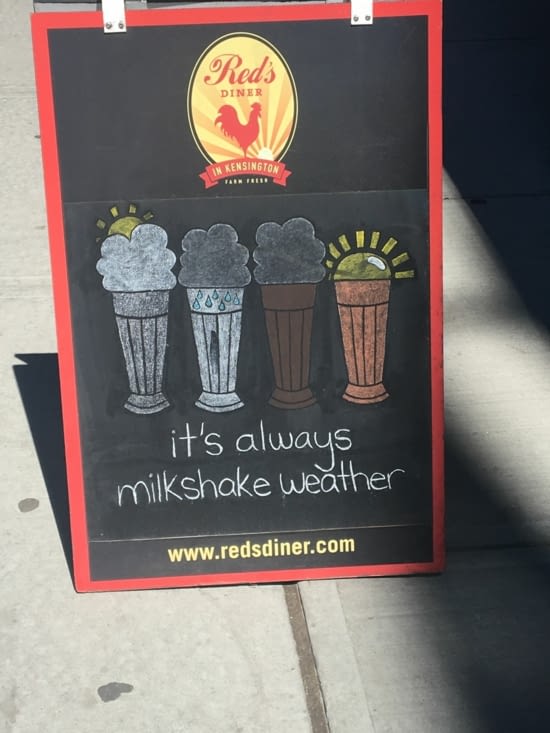 Red's
DINER
IN KENSINGTON
FARM FRESH
it's always
milkshake weather
www.redsdiner.com